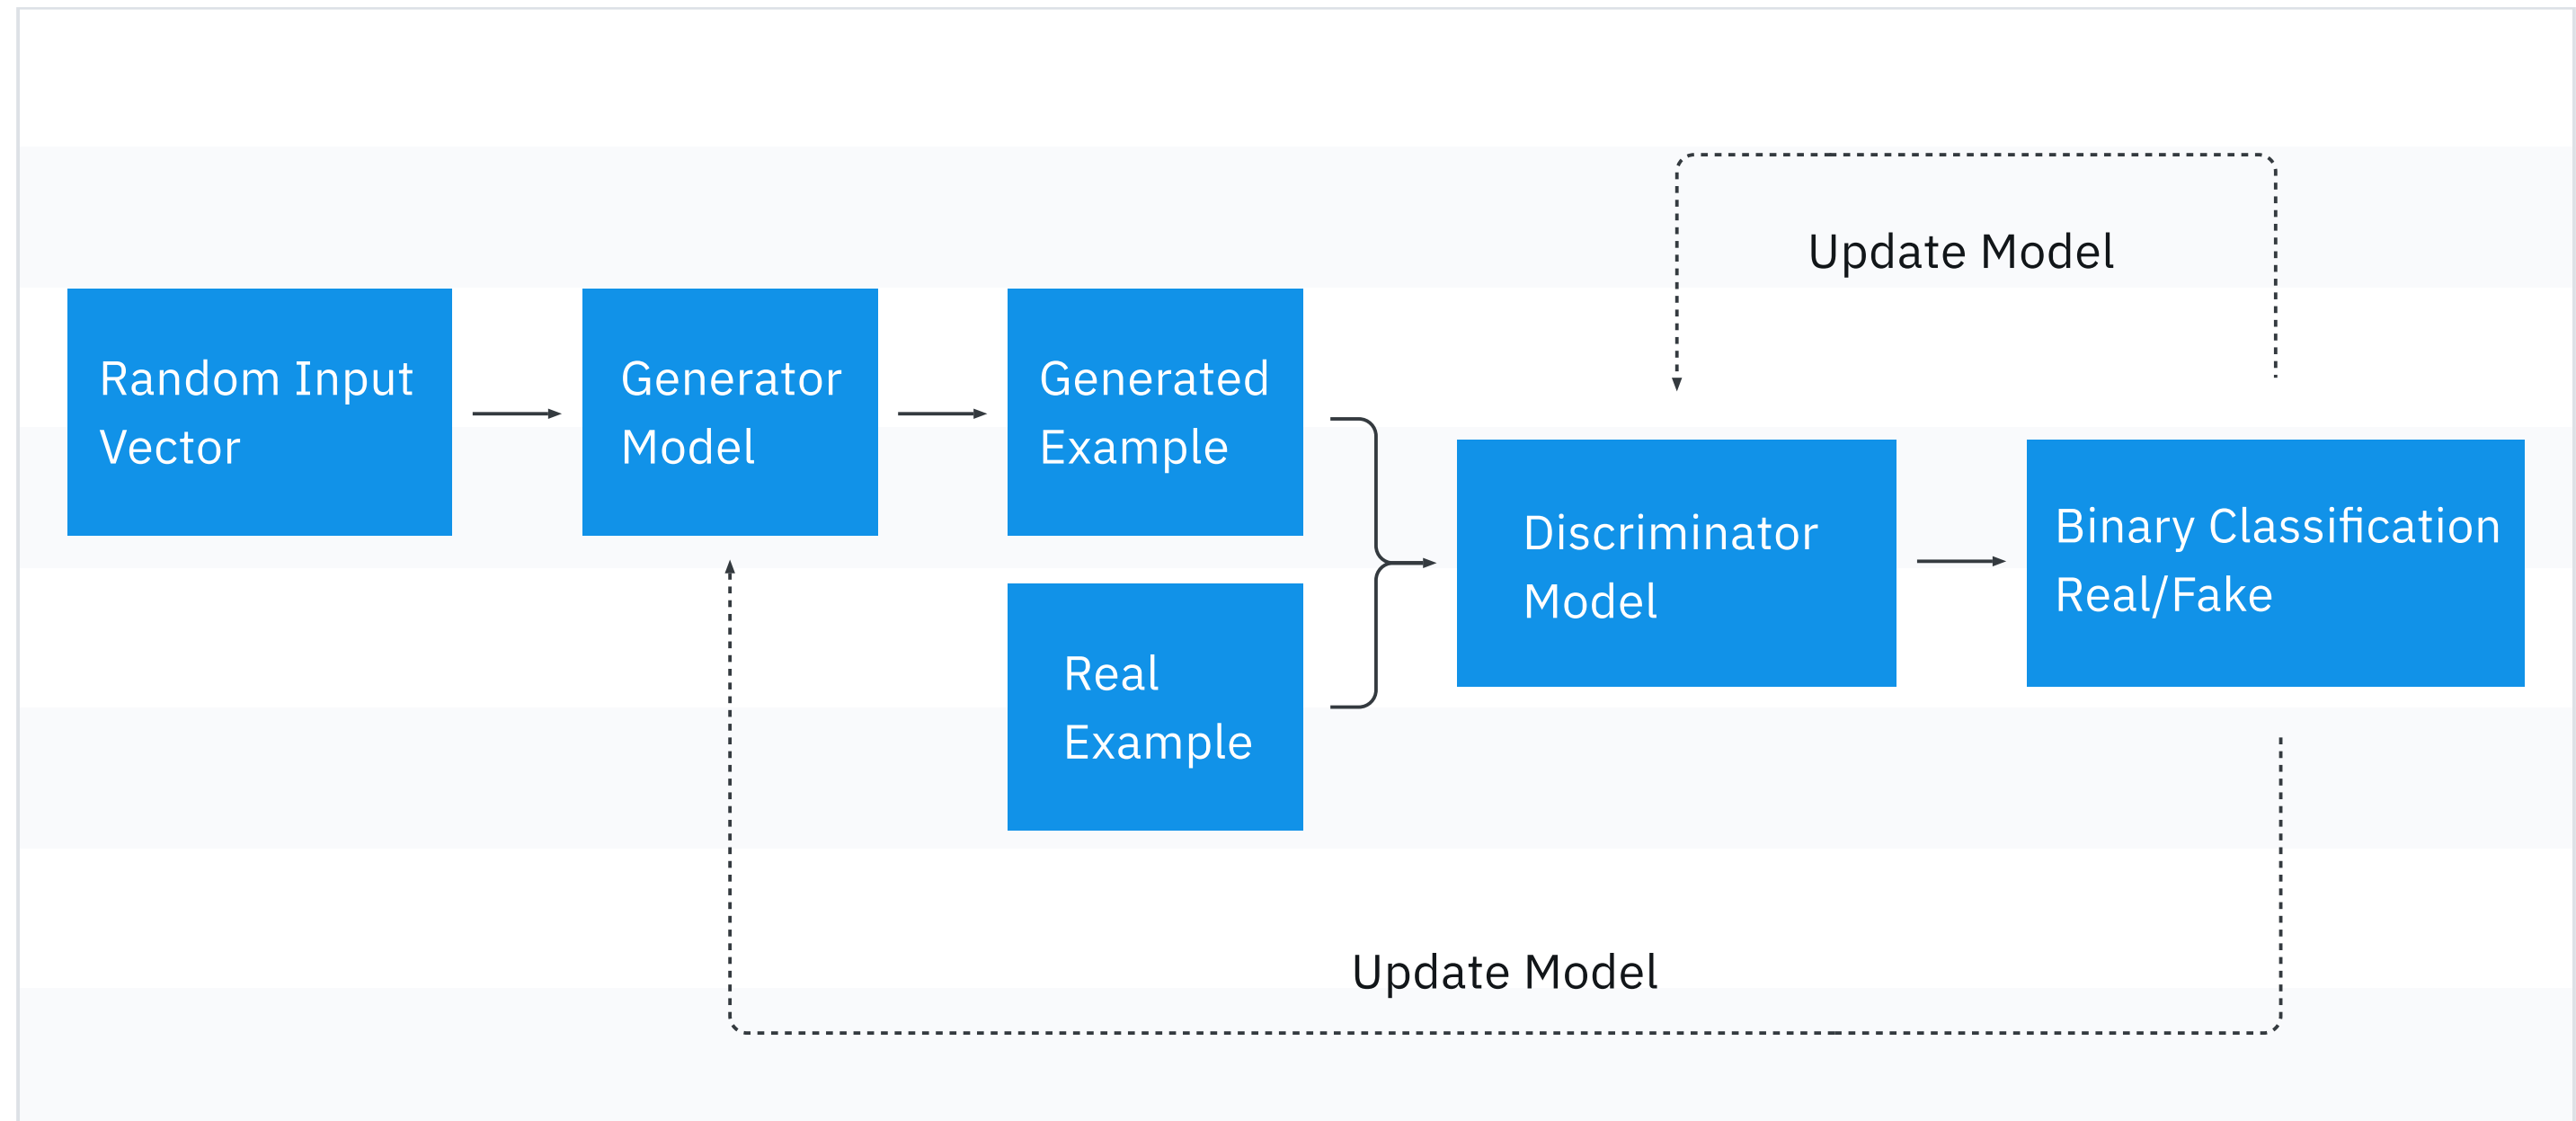 Update Model
Random Input
Vector
Generator
Model
Generated
Example
Discriminator
Model
Binary Classification
Real/Fake
Real
Example
Update Model